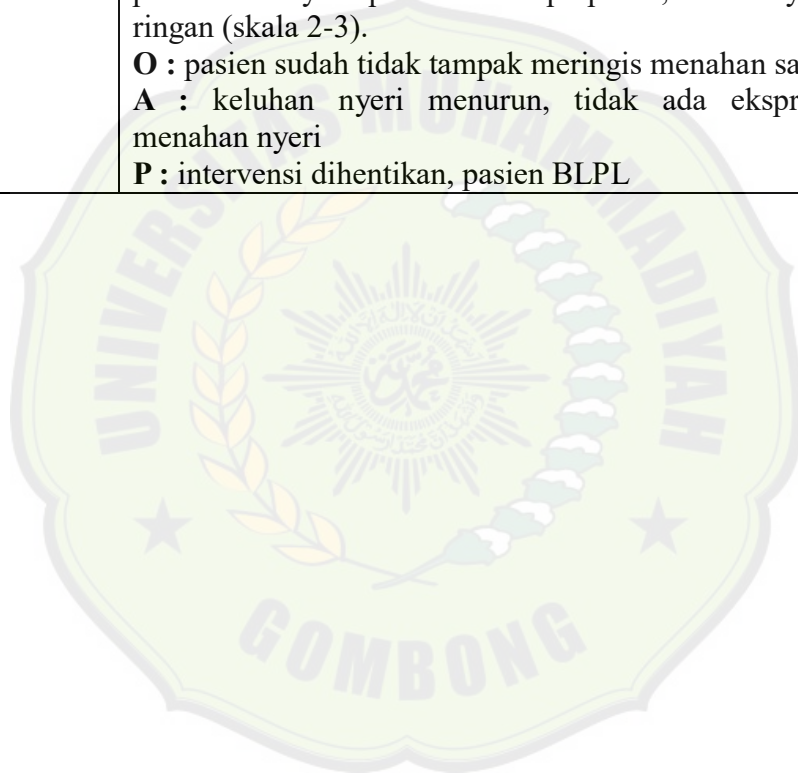 ringan (skala 2-3).
O : pasien sudah tidak tampak meringis menahan sa
A : keluhan nyeri menurun, tidak ada ekspr
menahan nyeri
P : intervensi dihentikan, pasien BLPL
UNIVERSITAS MUHAMMADIYAH
GOMBONG